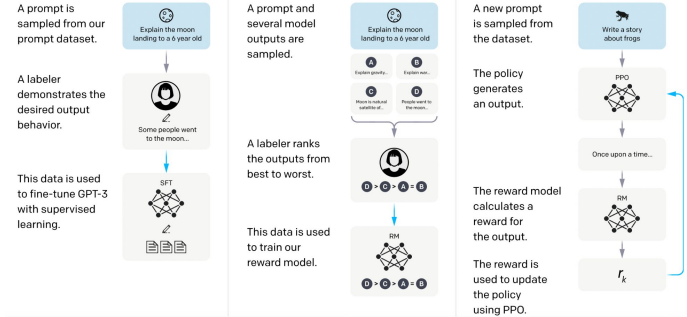 A prompt is
sampled from our
prompt dataset.
Explain the moon
landing to a 6 year old
A labeler
demonstrates the
desired output
behavior.
Some people went
to the moon...
This data is used
to fine-tune GPT-3
with supervised
learning.
SFT
A prompt and
several model
outputs are
sampled.
Explain the moon
landing to a 6 year old
A
Explain gravity...
B
Explain war...
C
Moon is natural
satellite of...
D
People went to
the moon...
A labeler ranks
the outputs from
best to worst.
D > C > A = B
This data is used
to train our
reward model.
RM
D > C > A = B
A new prompt
is sampled from
the dataset.
Write a story
about frogs
The policy
generates
an output.
PPO
Once upon a time...
The reward model
calculates a
reward for
the output.
RM
The reward is
used to update
the policy
using PPO.
rk